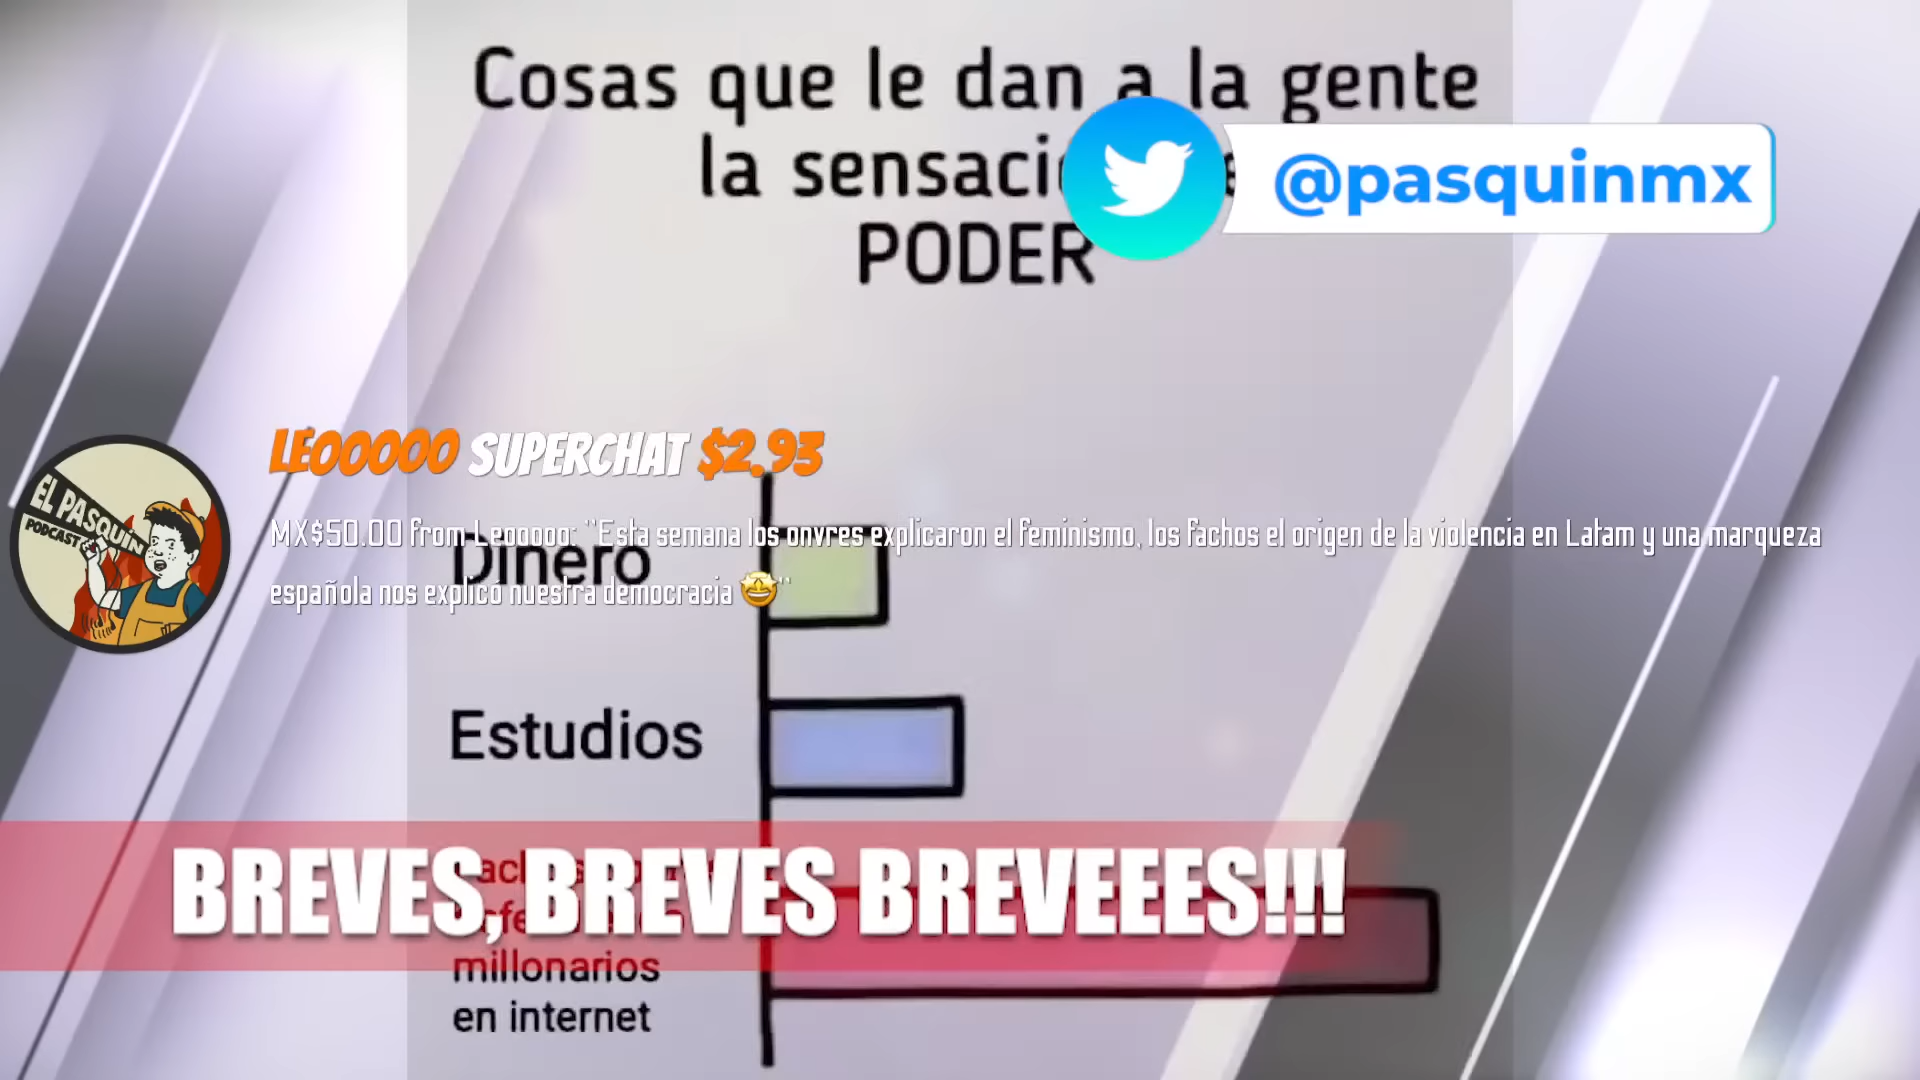 Cosas que le dan a la gente
la
PODER
@pasquinmx
LEOOOOO SUPERCHAT $2.93
EL PASQUIN
PODCAST
MX$50.00 from Leooooo: "Esta semana los onvres explicaron el feminismo, los fachos el origen de la violencia en Latam y una marqueza
española nos explicó nuestra democracia 🤩"
Dinero
Estudios
BREVES, BREVES BREVEEES!!!
millonarios
en internet